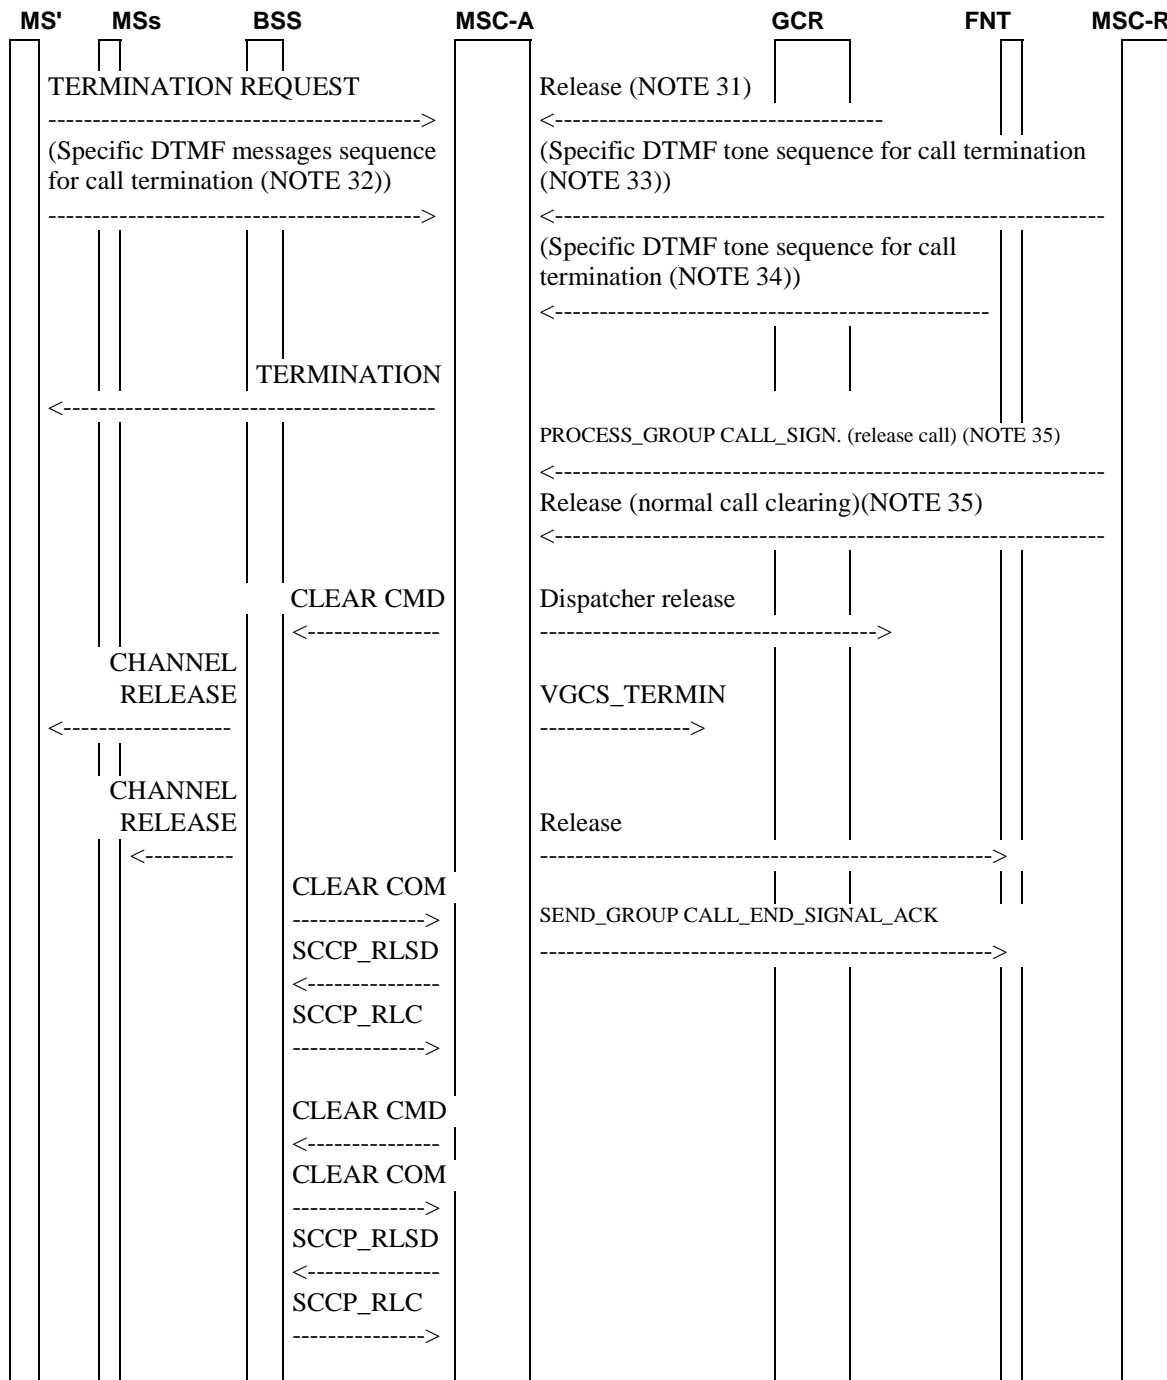 MS' MSs BSS MSC-A GCR FNT MSC-R
TERMINATION REQUEST Release (NOTE 31)
-----------------------------------------> <------------------------------------
(Specific DTMF messages sequence (Specific DTMF tone sequence for call termination
for call termination (NOTE 32)) (NOTE 33))
-----------------------------------------> <-------------------------------------------------------------
(Specific DTMF tone sequence for call
termination (NOTE 34))
<------------------------------------------------
TERMINATION
<-----------------------------------------
PROCESS_GROUP CALL_SIGN. (release call) (NOTE 35)
<-------------------------------------------------------------
Release (normal call clearing)(NOTE 35)
<-------------------------------------------------------------
CLEAR CMD Dispatcher release
<--------------- ------------------------------------->
CHANNEL
RELEASE VGCS_TERMIN
<------------------- ----------------->
CHANNEL
RELEASE Release
<---------- -------------------------------------------------->
CLEAR COM
SEND_GROUP CALL_END_SIGNAL_ACK
--------------->
SCCP_RLSD -------------------------------------------------->
<---------------
SCCP_RLC
--------------->
CLEAR CMD
<---------------
CLEAR COM
--------------->
SCCP_RLSD
<---------------
SCCP_RLC
--------------->